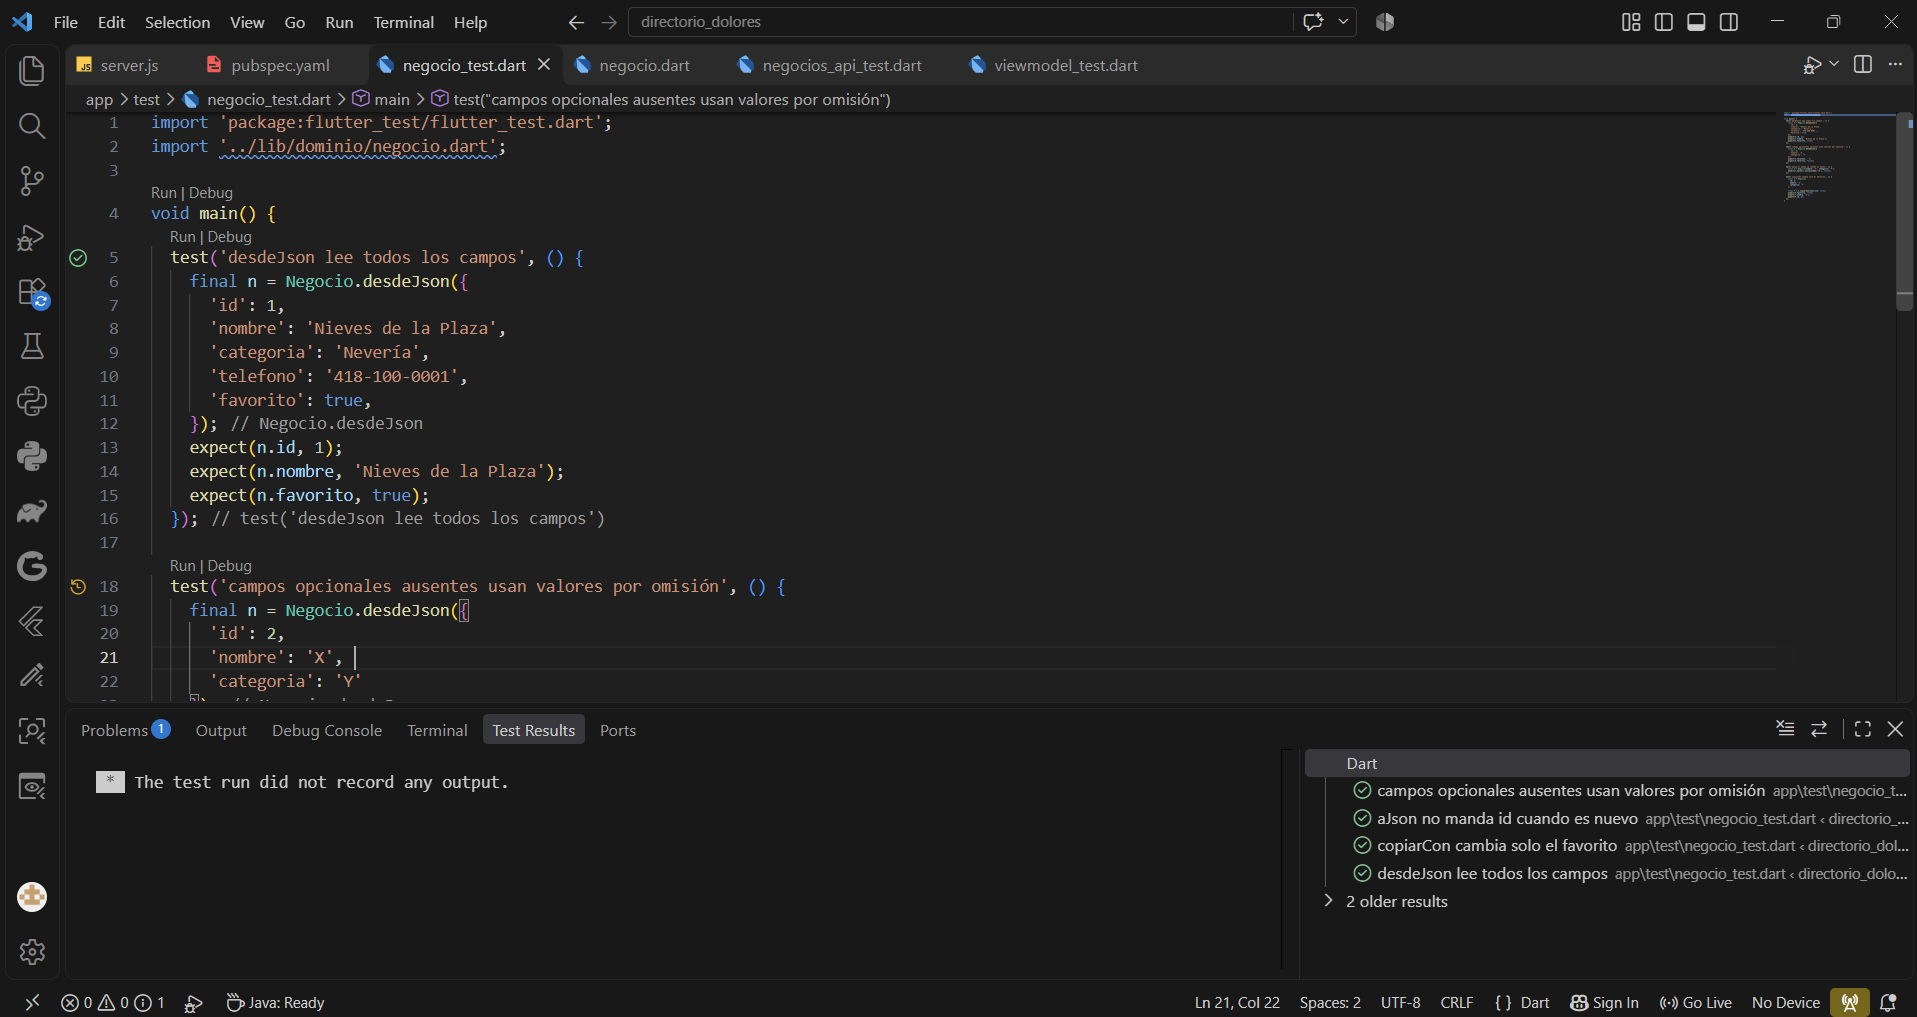 File Edit Selection View Go Run Terminal Help
directorio_dolores
JS server.js
pubspec.yaml
negocio_test.dart
negocio.dart
negocios_api_test.dart
viewmodel_test.dart
app > test > negocio_test.dart > main > test("campos opcionales ausentes usan valores por omisión")
1 import 'package:flutter_test/flutter_test.dart';
2 import '../lib/dominio/negocio.dart';
3
Run | Debug
4 void main() {
Run | Debug
5 test('desdeJson lee todos los campos', () {
6 final n = Negocio.desdeJson({
7 'id': 1,
8 'nombre': 'Nieves de la Plaza',
9 'categoria': 'Nevería',
10 'telefono': '418-100-0001',
11 'favorito': true,
12 }); // Negocio.desdeJson
13 expect(n.id, 1);
14 expect(n.nombre, 'Nieves de la Plaza');
15 expect(n.favorito, true);
16 }); // test('desdeJson lee todos los campos')
17
Run | Debug
18 test('campos opcionales ausentes usan valores por omisión', () {
19 final n = Negocio.desdeJson({
20 'id': 2,
21 'nombre': 'X',
22 'categoria': 'Y'
Problems 1 Output Debug Console Terminal Test Results Ports
* The test run did not record any output.
Dart
campos opcionales ausentes usan valores por omisión app\test\negocio_t...
aJson no manda id cuando es nuevo app\test\negocio_test.dart ‹ directorio_...
copiarCon cambia solo el favorito app\test\negocio_test.dart ‹ directorio_dol...
desdeJson lee todos los campos app\test\negocio_test.dart ‹ directorio_dolo...
2 older results
0 0 1 Java: Ready Ln 21, Col 22 Spaces: 2 UTF-8 CRLF { } Dart Sign In Go Live No Device